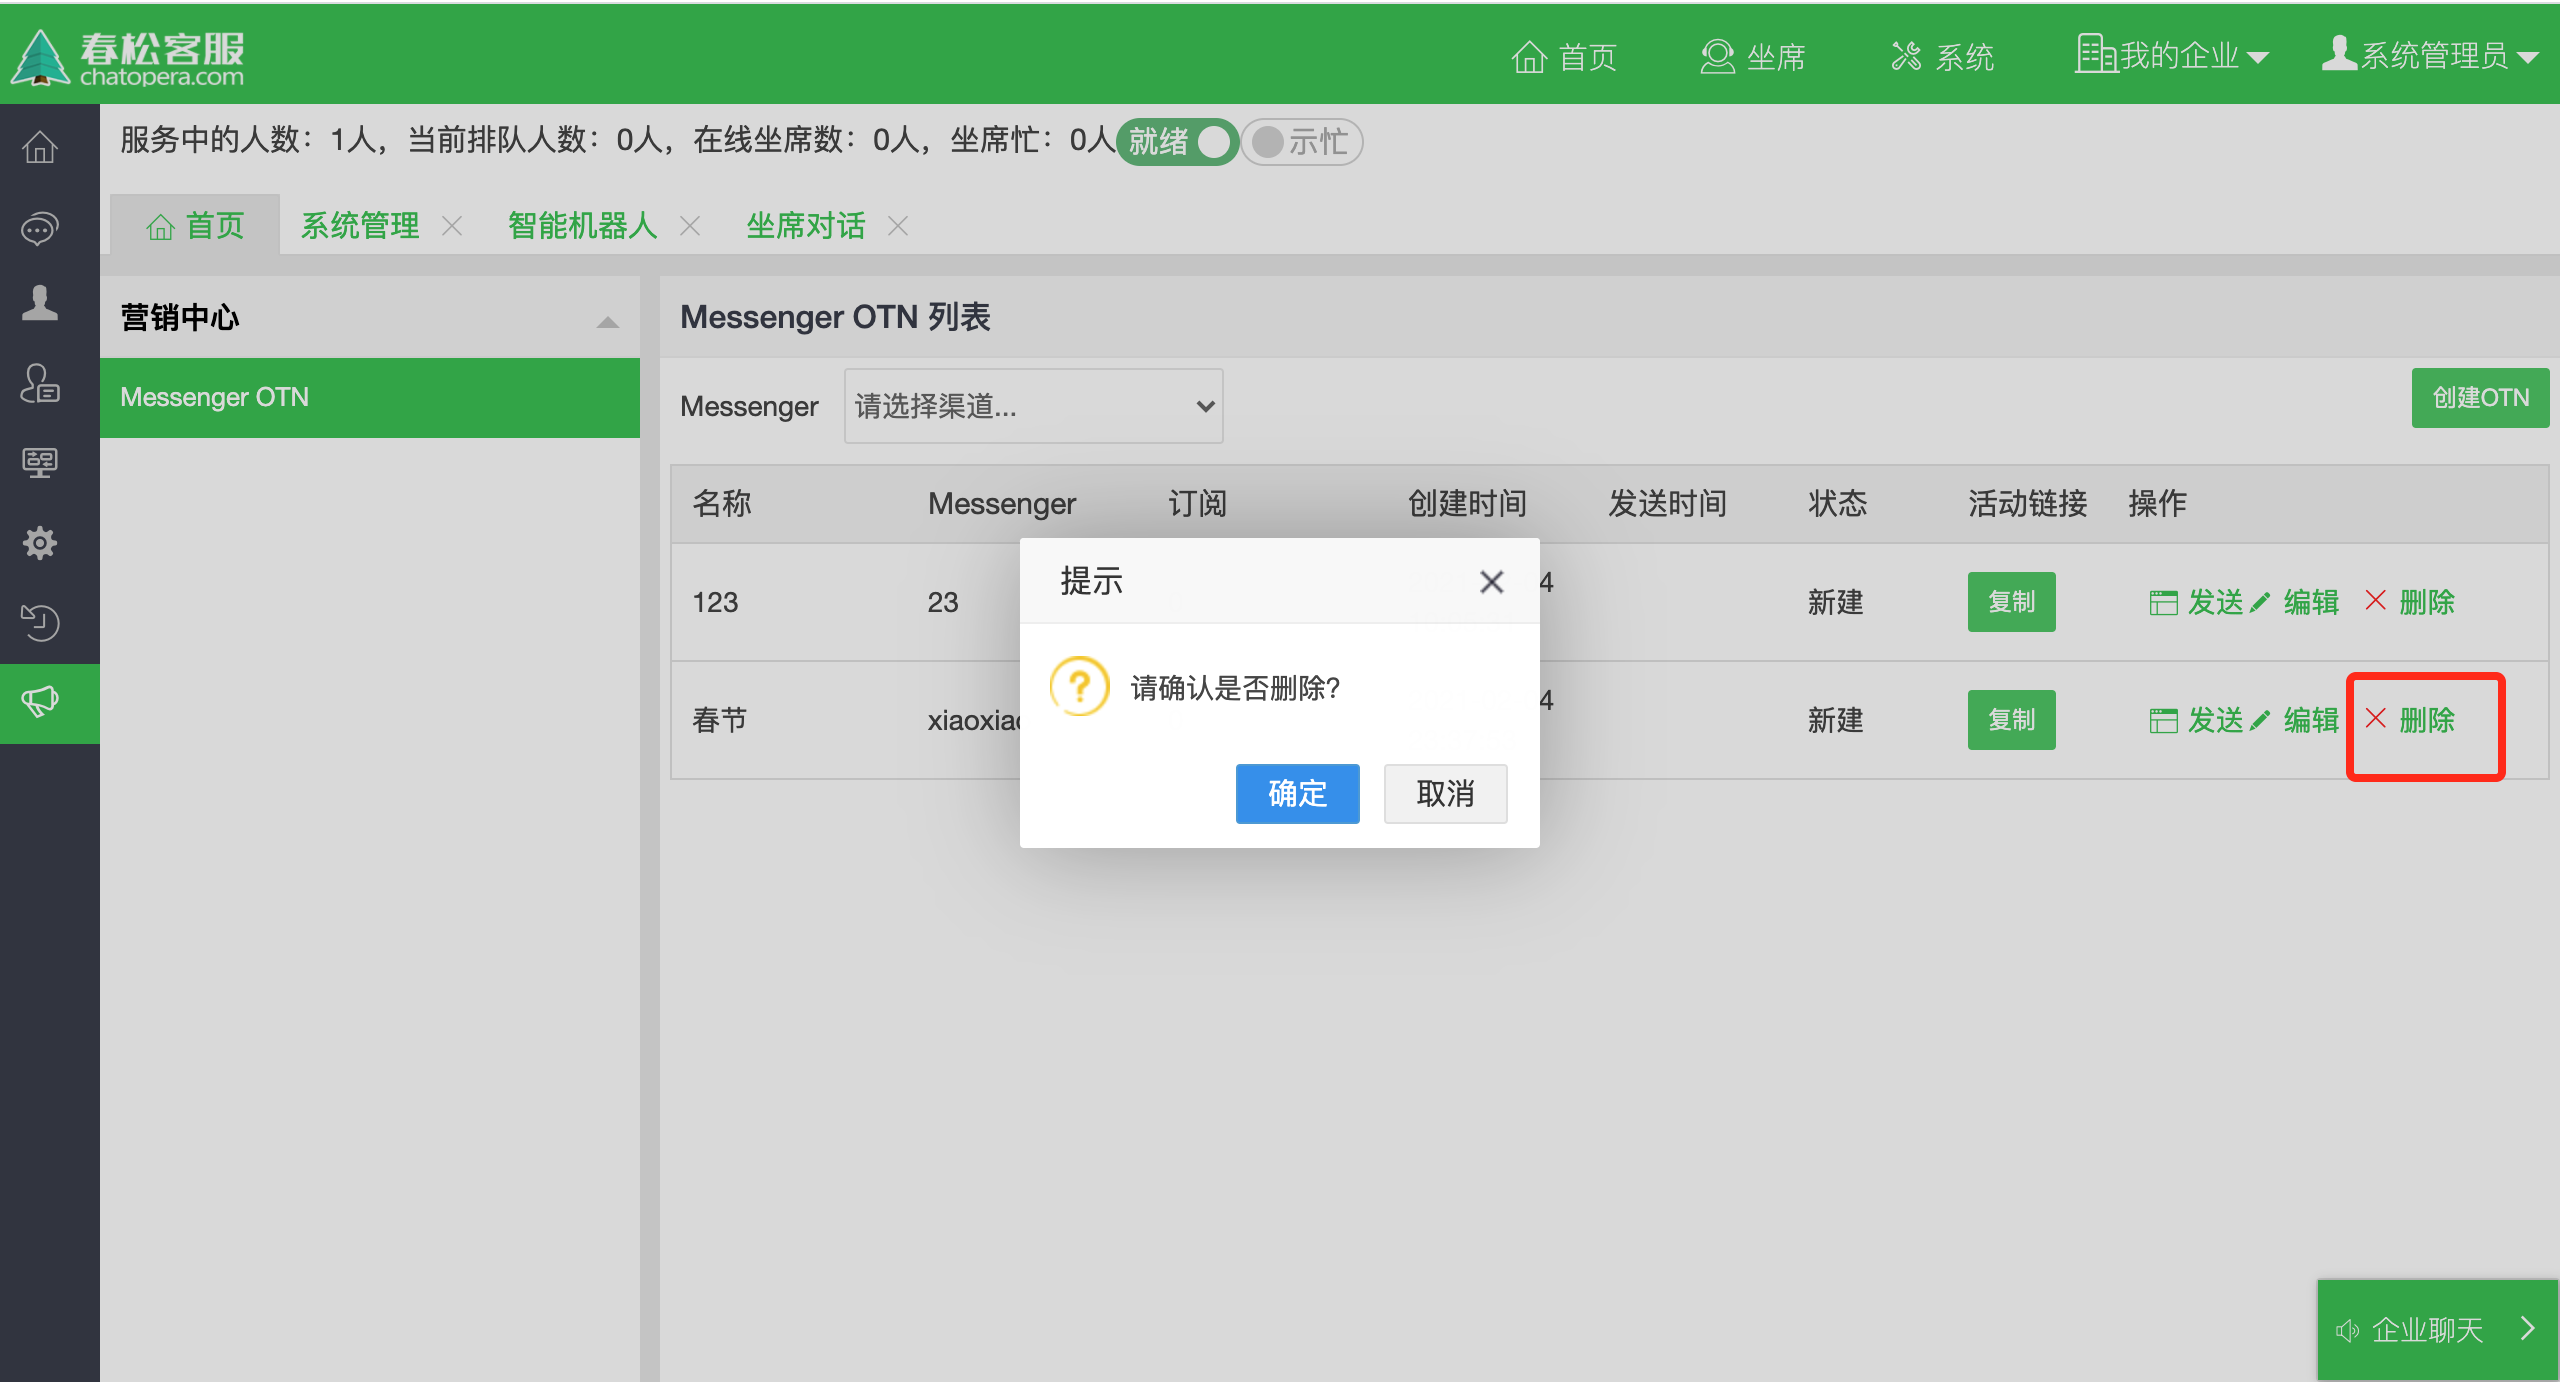 春松客服
chatopera.com
首页
坐席
系统
我的企业
系统管理员
服务中的人数：1人，当前排队人数：0人，在线坐席数：0人，坐席忙：0人 就绪 示忙
首页 系统管理 智能机器人 坐席对话
营销中心
Messenger OTN
Messenger OTN 列表
Messenger 请选择渠道... 创建OTN
名称 Messenger 订阅 创建时间 发送时间 状态 活动链接 操作
123 23 4 新建 复制 发送 编辑 删除
春节 4 新建 复制 发送 编辑 删除
提示
请确认是否删除?
确定 取消
企业聊天